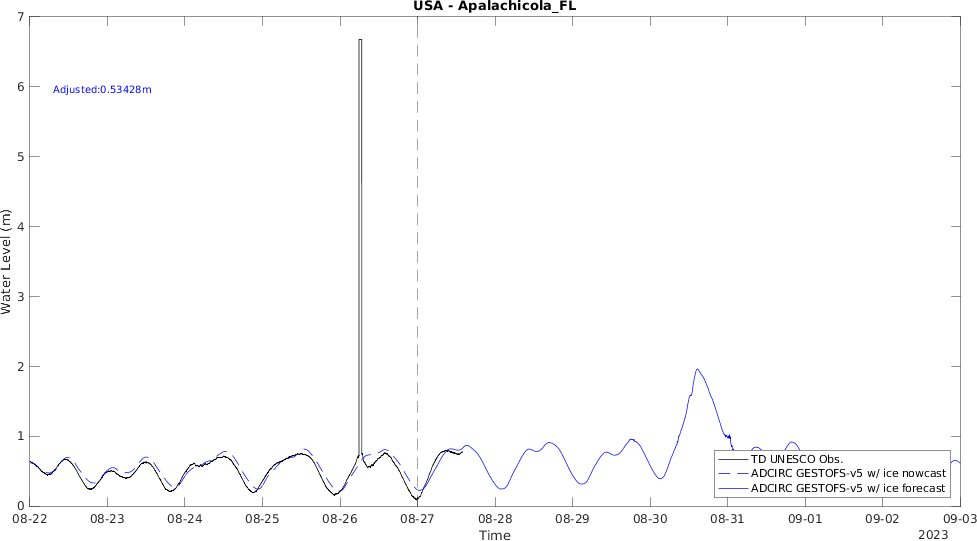 USA - Apalachicola_FL
7
6
5
4
3
2
1
0
Water Level (m)
Adjusted:0.53428m
TD UNESCO Obs.
ADCIRC GESTOFS-v5 w/ ice nowcast
ADCIRC GESTOFS-v5 w/ ice forecast
08-22 08-23 08-24 08-25 08-26 08-27 08-28 08-29 08-30 08-31 09-01 09-02 09-03
Time
2023